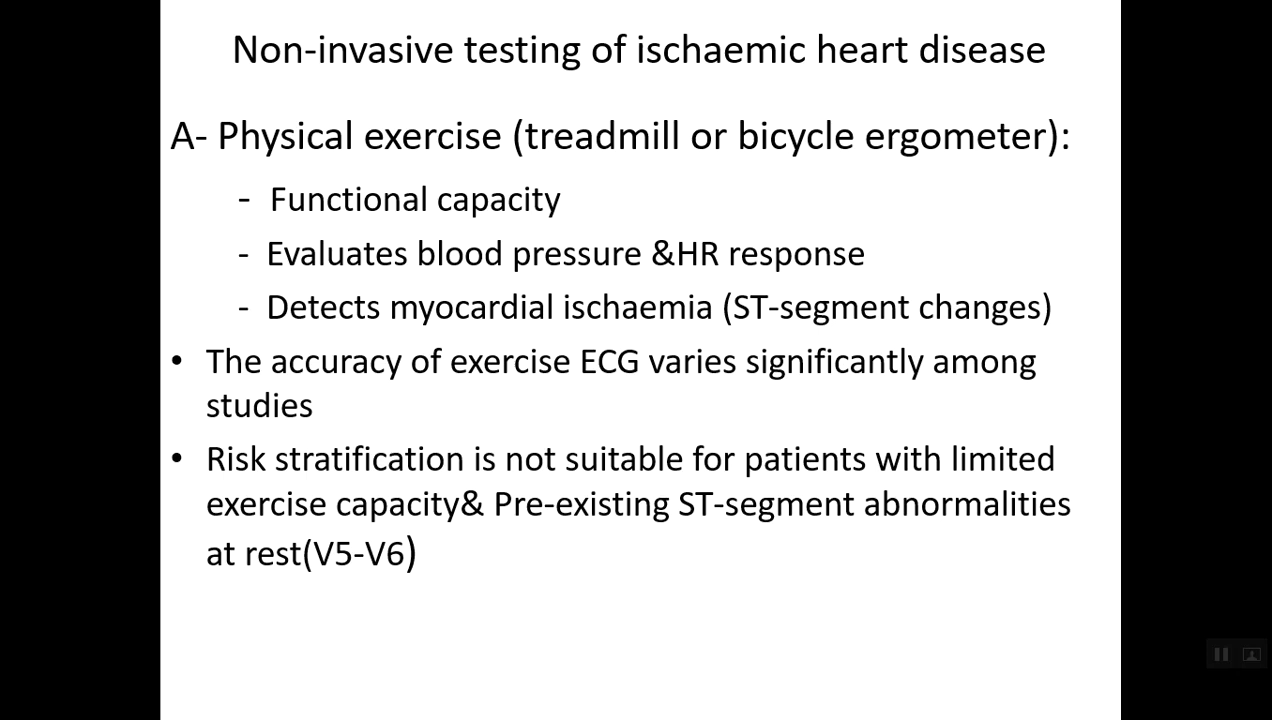 Non-invasive testing of ischaemic heart disease
A- Physical exercise (treadmill or bicycle ergometer):
- Functional capacity
- Evaluates blood pressure &HR response
- Detects myocardial ischaemia (ST-segment changes)
• The accuracy of exercise ECG varies significantly among
studies
• Risk stratification is not suitable for patients with limited
exercise capacity& Pre-existing ST-segment abnormalities
at rest(V5-V6)